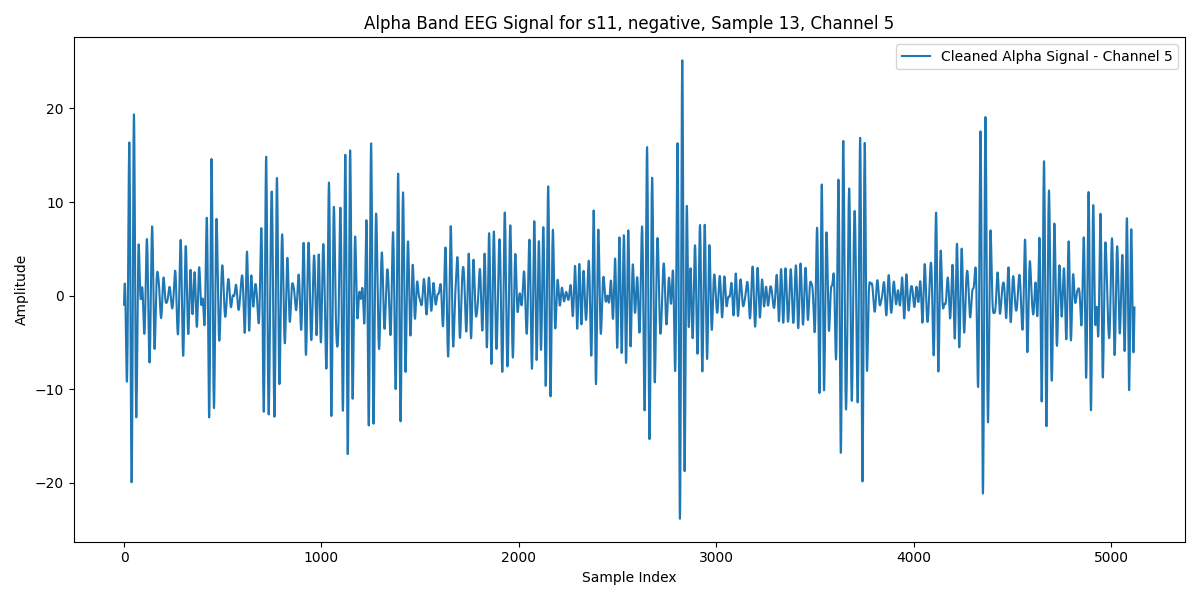 Alpha Band EEG Signal for s11, negative, Sample 13, Channel 5
Cleaned Alpha Signal - Channel 5
Amplitude
20
10
0
−10
−20
0 1000 2000 3000 4000 5000
Sample Index